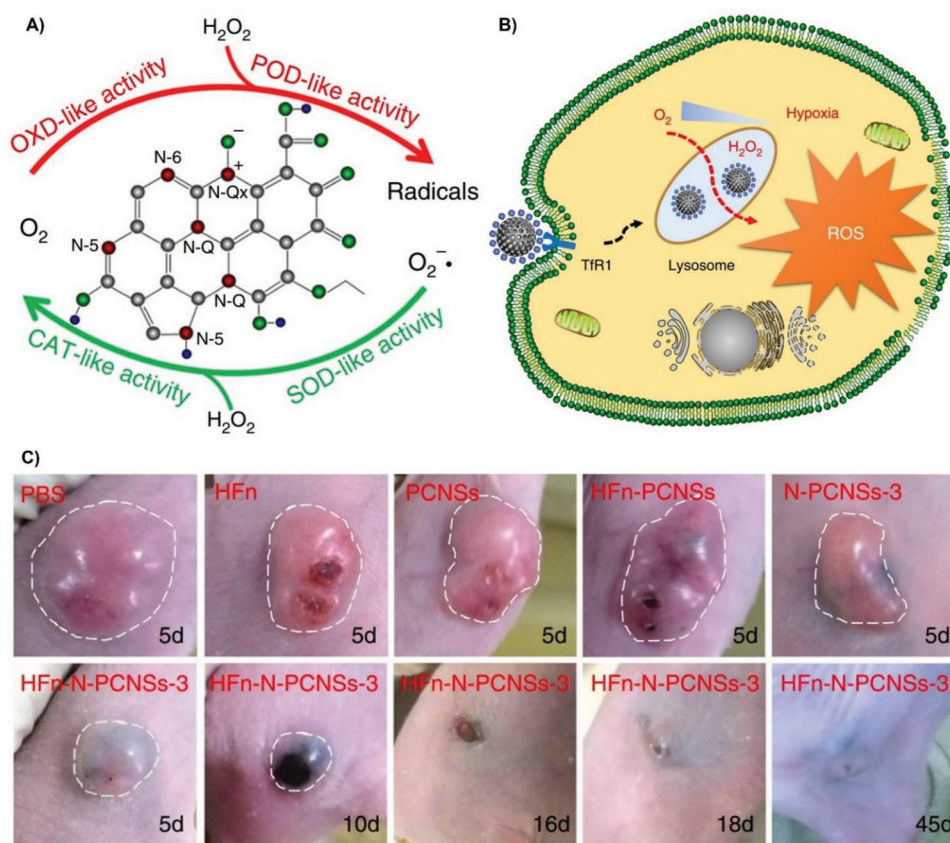 A)
H2O2
OXD-like activity
POD-like activity
N-6
−
+
N-Qx
Radicals
O2
N-5
N-Q
N-Q
O2−•
N-5
CAT-like activity
SOD-like activity
H2O2
B)
O2
Hypoxia
H2O2
ROS
TfR1
Lysosome
C)
PBS
5d
HFn
5d
PCNSs
5d
HFn-PCNSs
5d
N-PCNSs-3
5d
HFn-N-PCNSs-3
5d
HFn-N-PCNSs-3
10d
HFn-N-PCNSs-3
16d
HFn-N-PCNSs-3
18d
HFn-N-PCNSs-3
45d